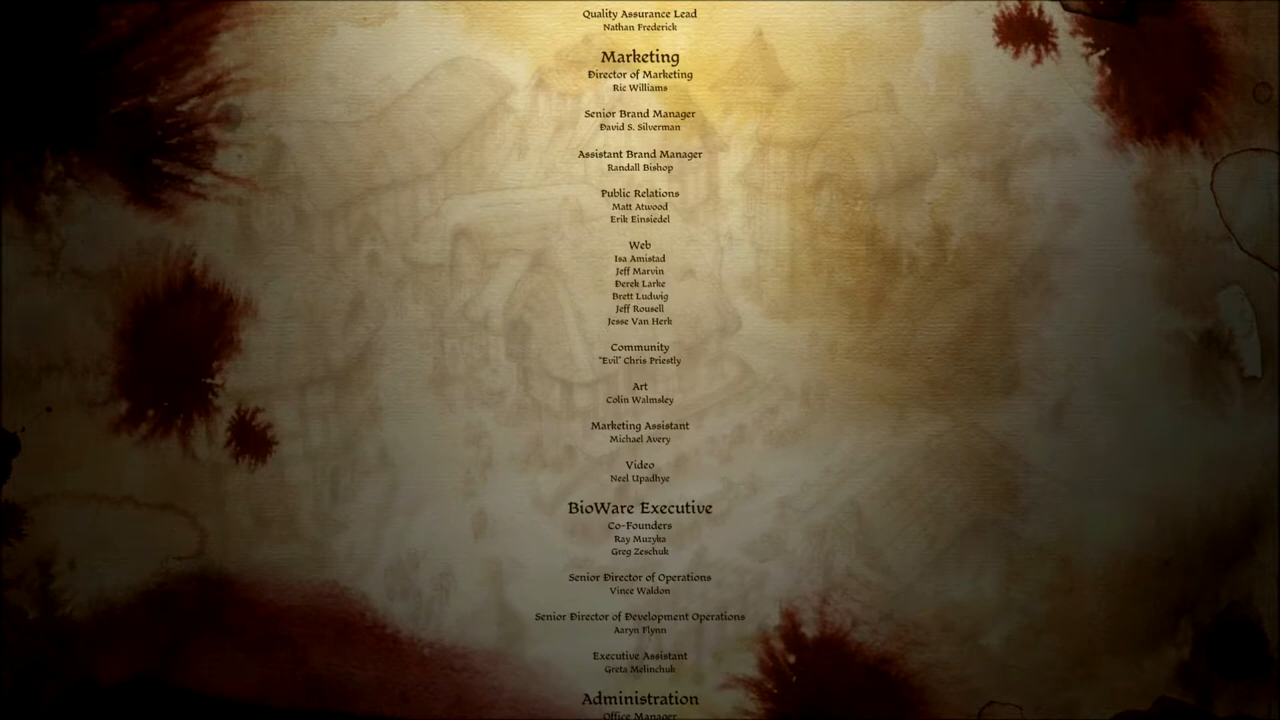 Quality Assurance Lead
Nathan Frederick
Marketing
Director of Marketing
Ric Williams
Senior Brand Manager
David S. Silverman
Assistant Brand Manager
Randall Bishop
Public Relations
Matt Atwood
Erik Einsiedel
Web
Isa Amistad
Jeff Marvin
Derek Larke
Brett Ludwig
Jeff Rousell
Jesse Van Herk
Community
"Evil" Chris Priestly
Art
Colin Walmsley
Marketing Assistant
Michael Avery
Video
Neel Upadhye
BioWare Executive
Co-Founders
Ray Muzyka
Greg Zeschuk
Senior Director of Operations
Vince Waldon
Senior Director of Development Operations
Aaryn Flynn
Executive Assistant
Greta Melinchuk
Administration
Office Manager